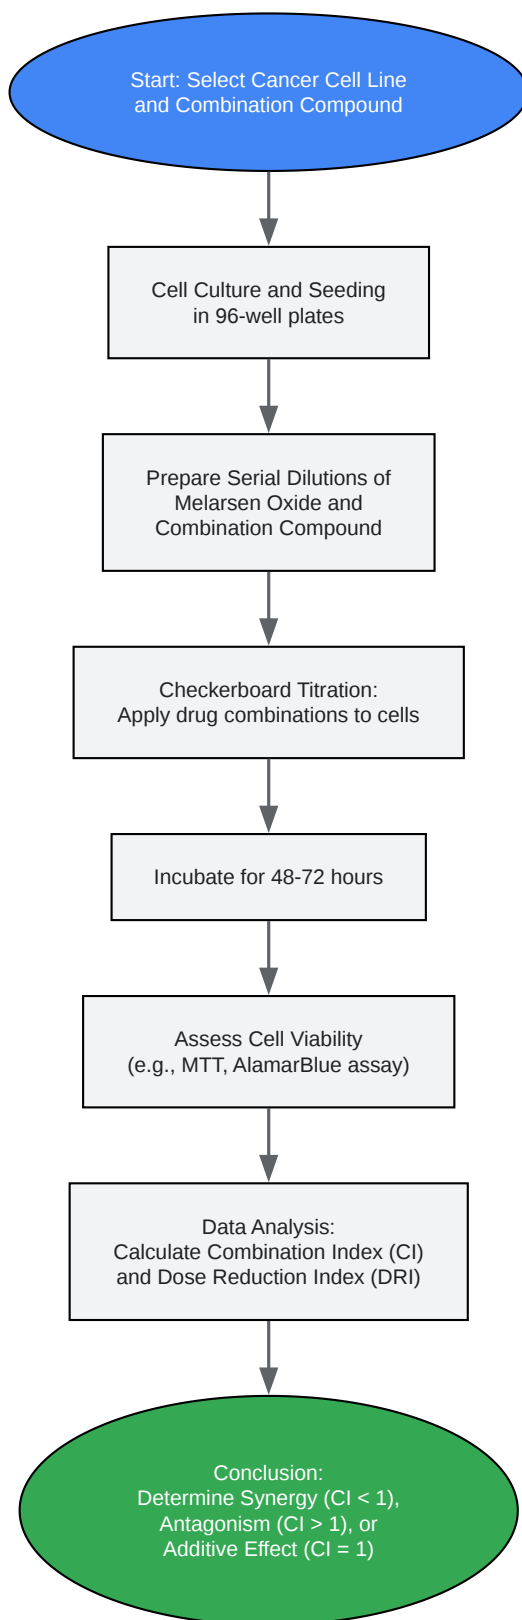 Start: Select Cancer Cell Line
and Combination Compound
Cell Culture and Seeding
in 96-well plates
Prepare Serial Dilutions of
Melarsen Oxide and
Combination Compound
Checkerboard Titration:
Apply drug combinations to cells
Incubate for 48-72 hours
Assess Cell Viability
(e.g., MTT, AlamarBlue assay)
Data Analysis:
Calculate Combination Index (CI)
and Dose Reduction Index (DRI)
Conclusion:
Determine Synergy (CI < 1),
Antagonism (CI > 1), or
Additive Effect (CI = 1)